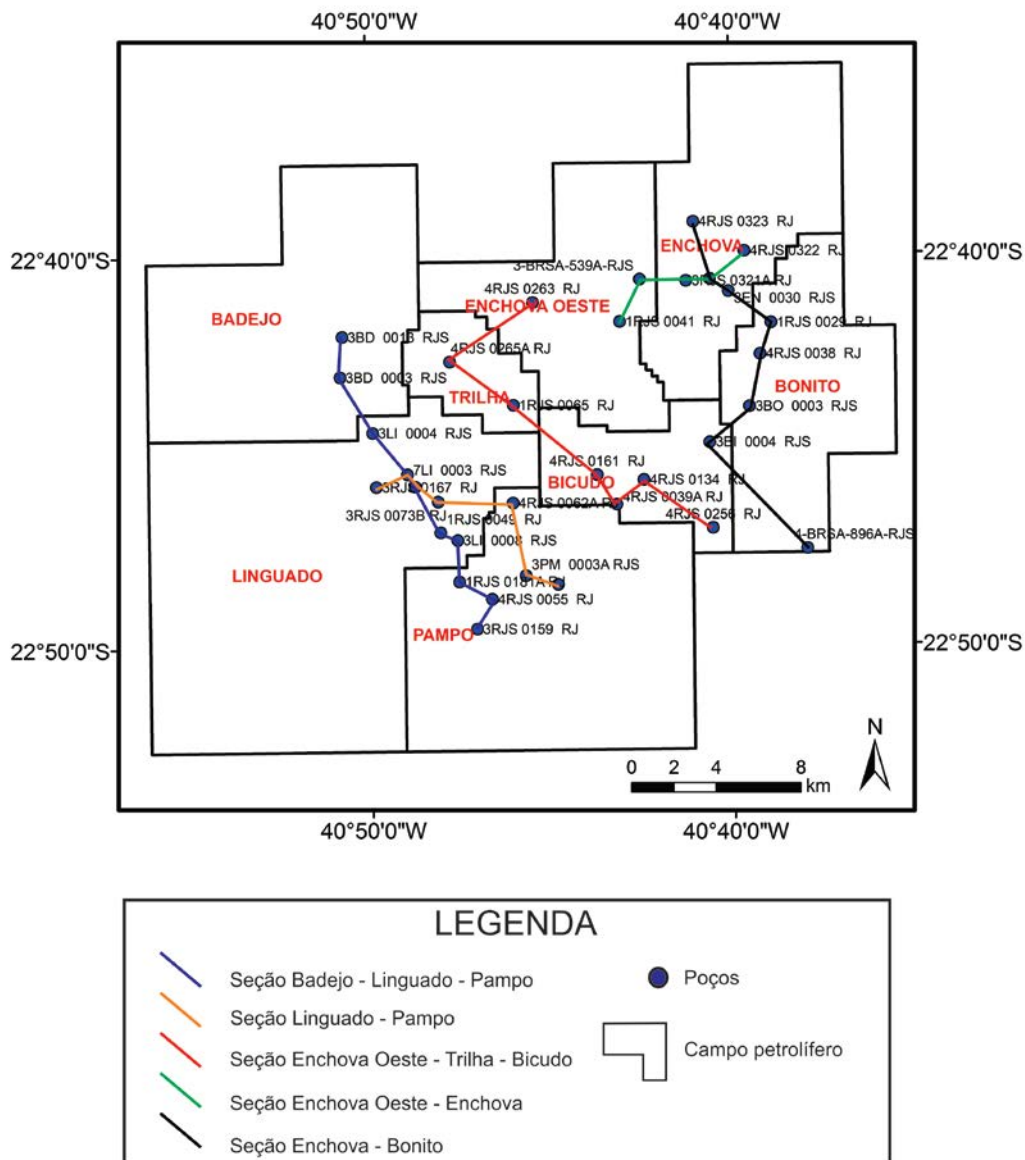 40°50'0"W 40°40'0"W
4RJS 0323 RJ
ENCHOVA
4RJS 0322 RJ
22°40'0"S 22°40'0"S
3-BRSA-539A-RJS
3RJS 0321A RJ
4RJS 0263 RJ
3EN 0030 RJS
ENCHOVA OESTE
BADEJO
1RJS 0041 RJ
1RJS 0029 RJ
3BD 0013 RJS
4RJS 0265A RJ
4RJS 0038 RJ
3BD 0003 RJS
BONITO
TRILHA
1RJS 0065 RJ
3BO 0003 RJS
3LI 0004 RJS
3BI 0004 RJS
4RJS 0161 RJ
7LI 0003 RJS
4RJS 0134 RJ
BICUDO
3RJS 0167 RJ
4RJS 0039A RJ
4RJS 0062A RJ
3RJS 0073B RJ
1RJS 0049 RJ
4RJS 0256 RJ
4-BRSA-896A-RJS
3LI 0008 RJS
3PM 0003A RJS
LINGUADO
1RJS 0181A RJ
4RJS 0055 RJ
3RJS 0159 RJ
PAMPO
22°50'0"S 22°50'0"S
N
0 2 4 8
km
40°50'0"W 40°40'0"W
LEGENDA
Seção Badejo - Linguado - Pampo
Seção Linguado - Pampo
Seção Enchova Oeste - Trilha - Bicudo
Seção Enchova Oeste - Enchova
Seção Enchova - Bonito
Poços
Campo petrolífero